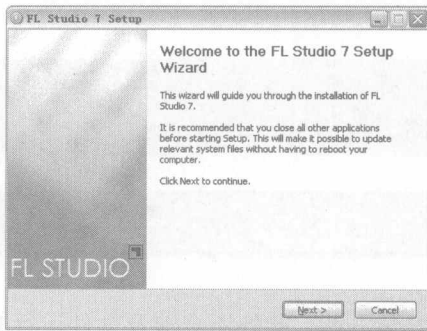 FL Studio 7 Setup
Welcome to the FL Studio 7 Setup
Wizard
This wizard will guide you through the installation of FL
Studio 7.
It is recommended that you close all other applications
before starting Setup. This will make it possible to update
relevant system files without having to reboot your
computer.
Click Next to continue.
FL STUDIO
Next >
Cancel